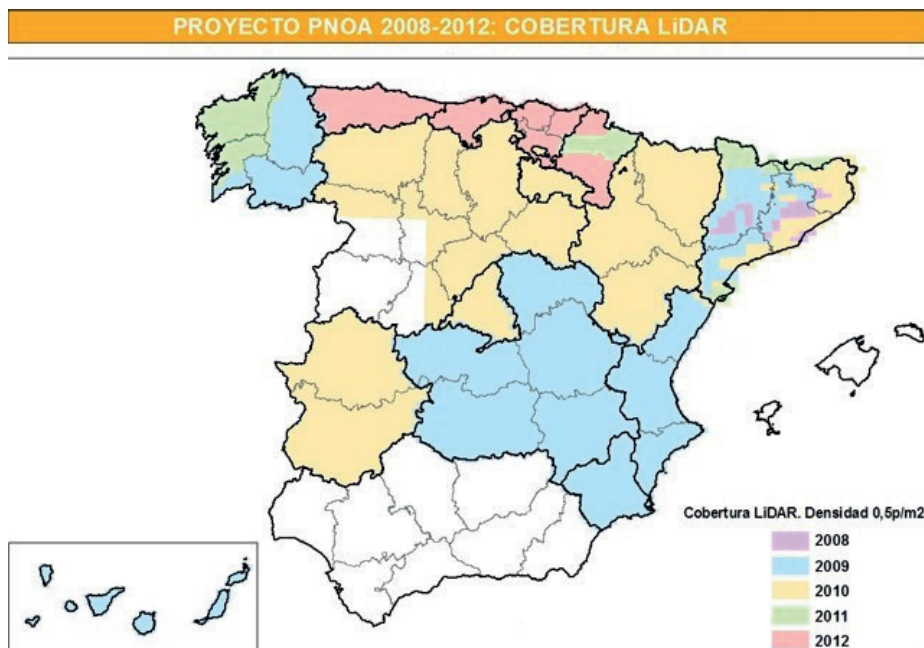 PROYECTO PNOA 2008-2012: COBERTURA LiDAR
Cobertura LiDAR. Densidad 0,5p/m2
2008
2009
2010
2011
2012